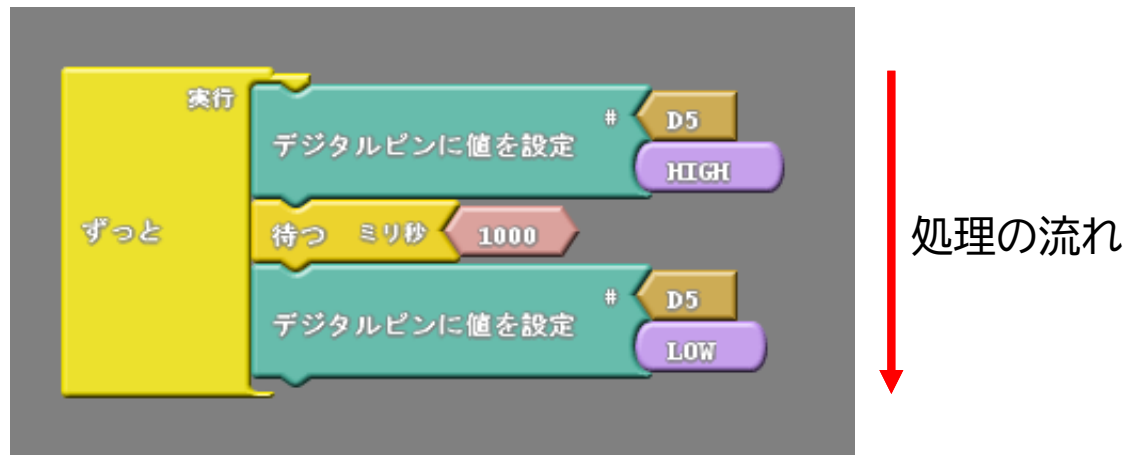 実行
デジタルピンに値を設定 # D5
HIGH
ずっと
待つ ミリ秒 1000
デジタルピンに値を設定 # D5
LOW
処理の流れ